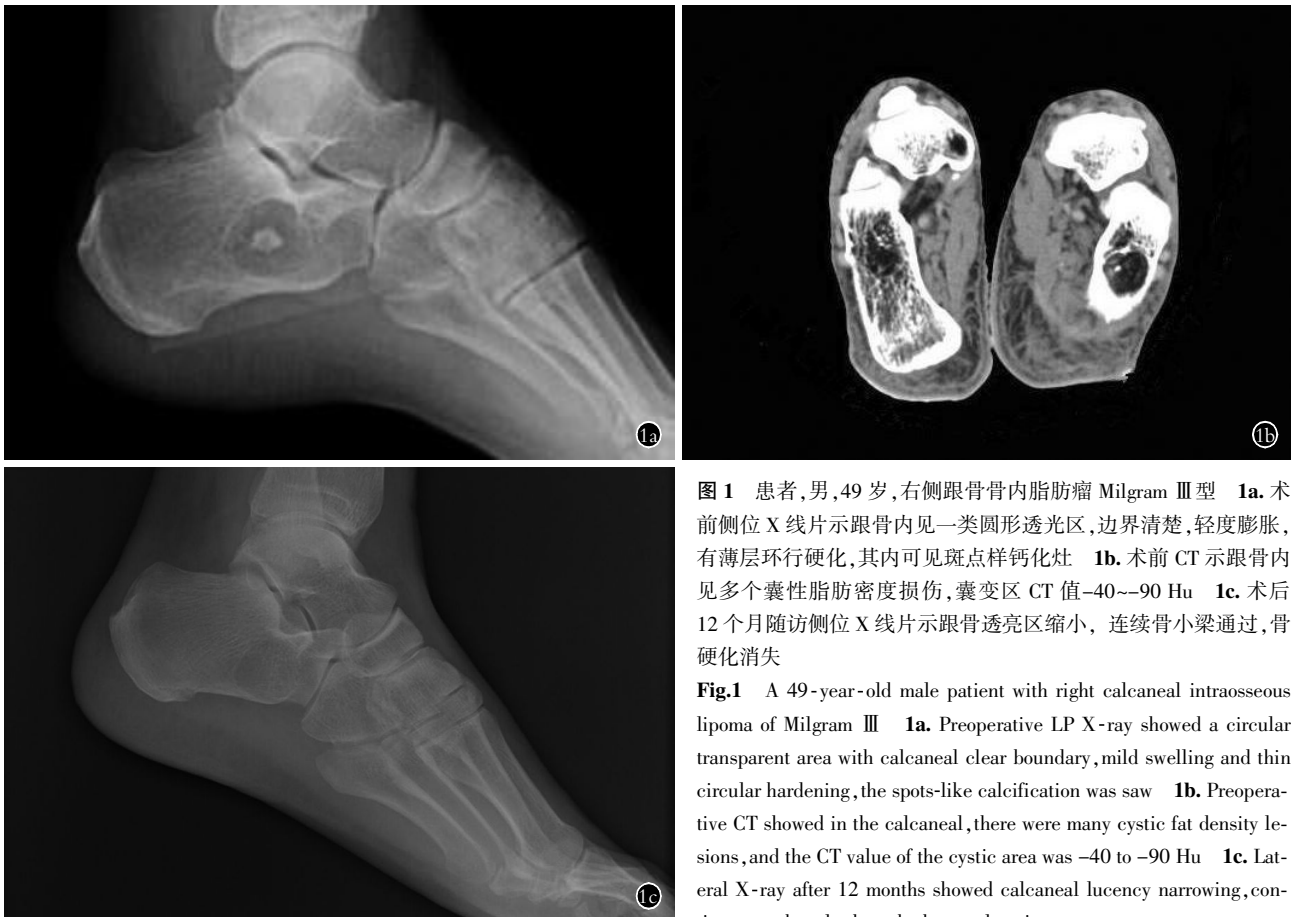 1a
1b
1c
图 1 患者,男,49 岁,右侧跟骨骨内脂肪瘤 Milgram Ⅲ型 1a. 术
前侧位 X 线片示跟骨内见一类圆形透光区,边界清楚,轻度膨胀,
有薄层环行硬化,其内可见斑点样钙化灶 1b. 术前 CT 示跟骨内
见多个囊性脂肪密度损伤,囊变区 CT 值-40~-90 Hu 1c. 术后
12 个月随访侧位 X 线片示跟骨透亮区缩小, 连续骨小梁通过,骨
硬化消失
Fig.1 A 49-year-old male patient with right calcaneal intraosseous
lipoma of Milgram Ⅲ 1a. Preoperative LP X-ray showed a circular
transparent area with calcaneal clear boundary,mild swelling and thin
circular hardening,the spots-like calcification was saw 1b. Preopera-
tive CT showed in the calcaneal,there were many cystic fat density le-
sions,and the CT value of the cystic area was -40 to -90 Hu 1c. Lat-
eral X-ray after 12 months showed calcaneal lucency narrowing,con-